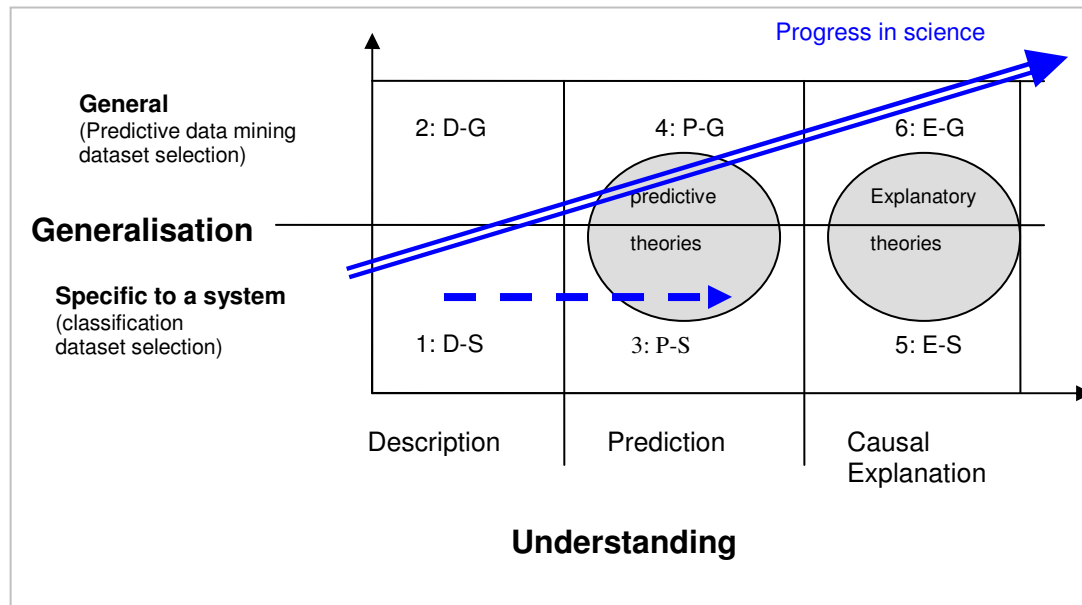 Progress in science
General
(Predictive data mining
dataset selection)
2: D-G
4: P-G
6: E-G
predictive
theories
Explanatory
theories
Generalisation
Specific to a system
(classification
dataset selection)
1: D-S
3: P-S
5: E-S
Description
Prediction
Causal
Explanation
Understanding